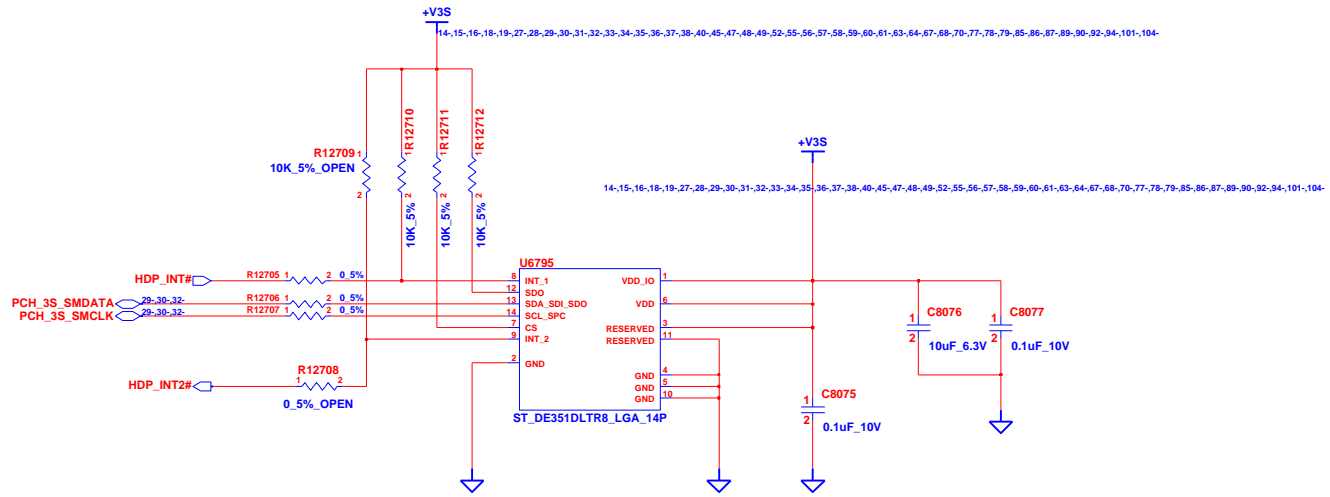 +V3S
14-,15-,16-,18-,19-,27-,28-,29-,30-,31-,32-,33-,34-,35-,36-,37-,38-,40-,45-,47-,48-,49-,52-,55-,56-,57-,58-,59-,60-,61-,63-,64-,67-,68-,70-,77-,78-,79-,85-,86-,87-,89-,90-,92-,94-,101-,104-
R12709 1
10K_5%_OPEN
2
1 R12710
2 10K_5%
1 R12711
2 10K_5%
1 R12712
2 10K_5%
+V3S
14-,15-,16-,18-,19-,27-,28-,29-,30-,31-,32-,33-,34-,35-,36-,37-,38-,40-,45-,47-,48-,49-,52-,55-,56-,57-,58-,59-,60-,61-,63-,64-,67-,68-,70-,77-,78-,79-,85-,86-,87-,89-,90-,92-,94-,101-,104-
U6795
HDP_INT# R12705 1 2 0_5% 8 INT_1 VDD_IO 1
12 SDO
PCH_3S_SMDATA 29-,30-,32- R12706 1 2 0_5% 13 SDA_SDI_SDO VDD 6
PCH_3S_SMCLK 29-,30-,32- R12707 1 2 0_5% 14 SCL_SPC
7 CS RESERVED 3
9 INT_2 RESERVED 11
2 GND
GND 4
GND 5
GND 10
ST_DE351DLTR8_LGA_14P
R12708
HDP_INT2# 1 2
0_5%_OPEN
C8076
1
2
10uF_6.3V
C8077
1
2
0.1uF_10V
C8075
1
2
0.1uF_10V